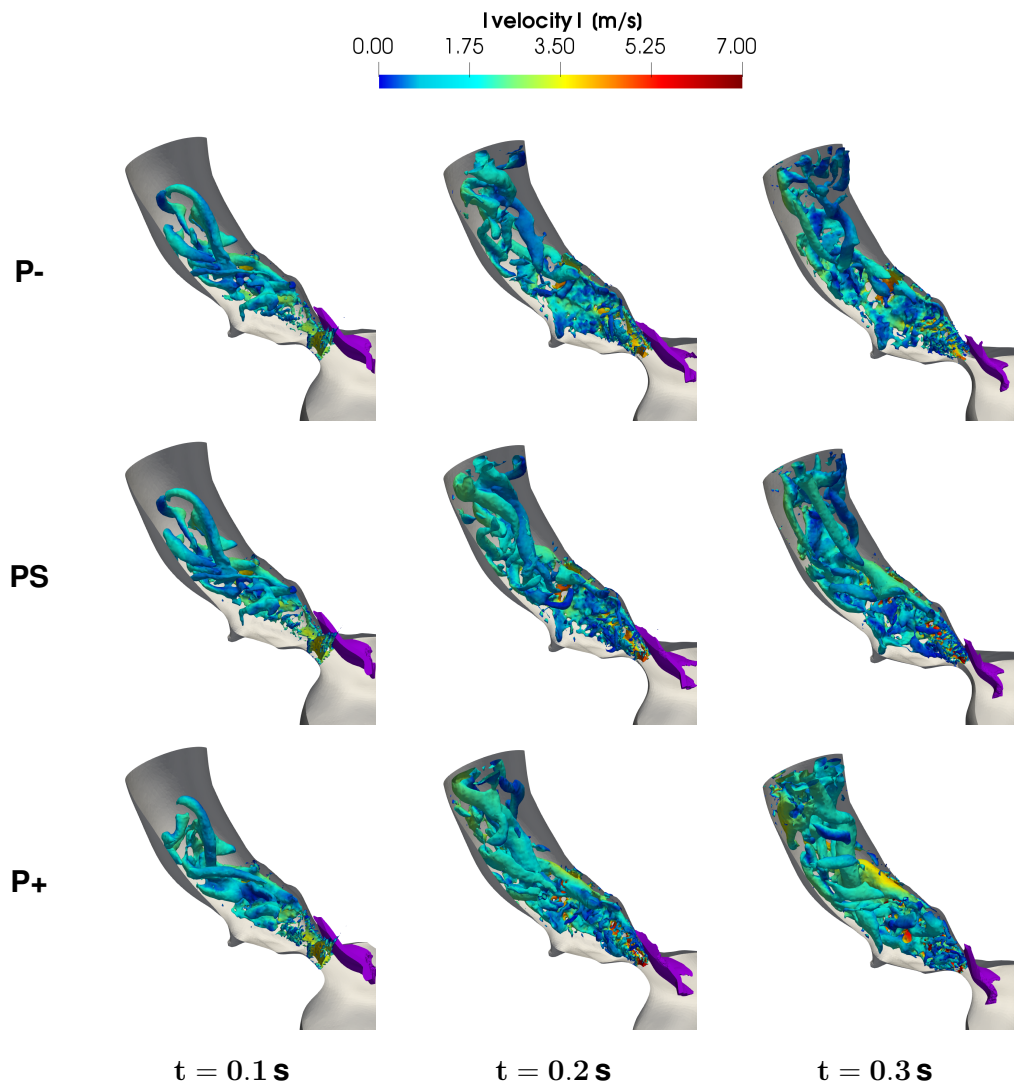 | velocity | (m/s)
0.00 1.75 3.50 5.25 7.00
P-
PS
P+
t = 0.1 s t = 0.2 s t = 0.3 s